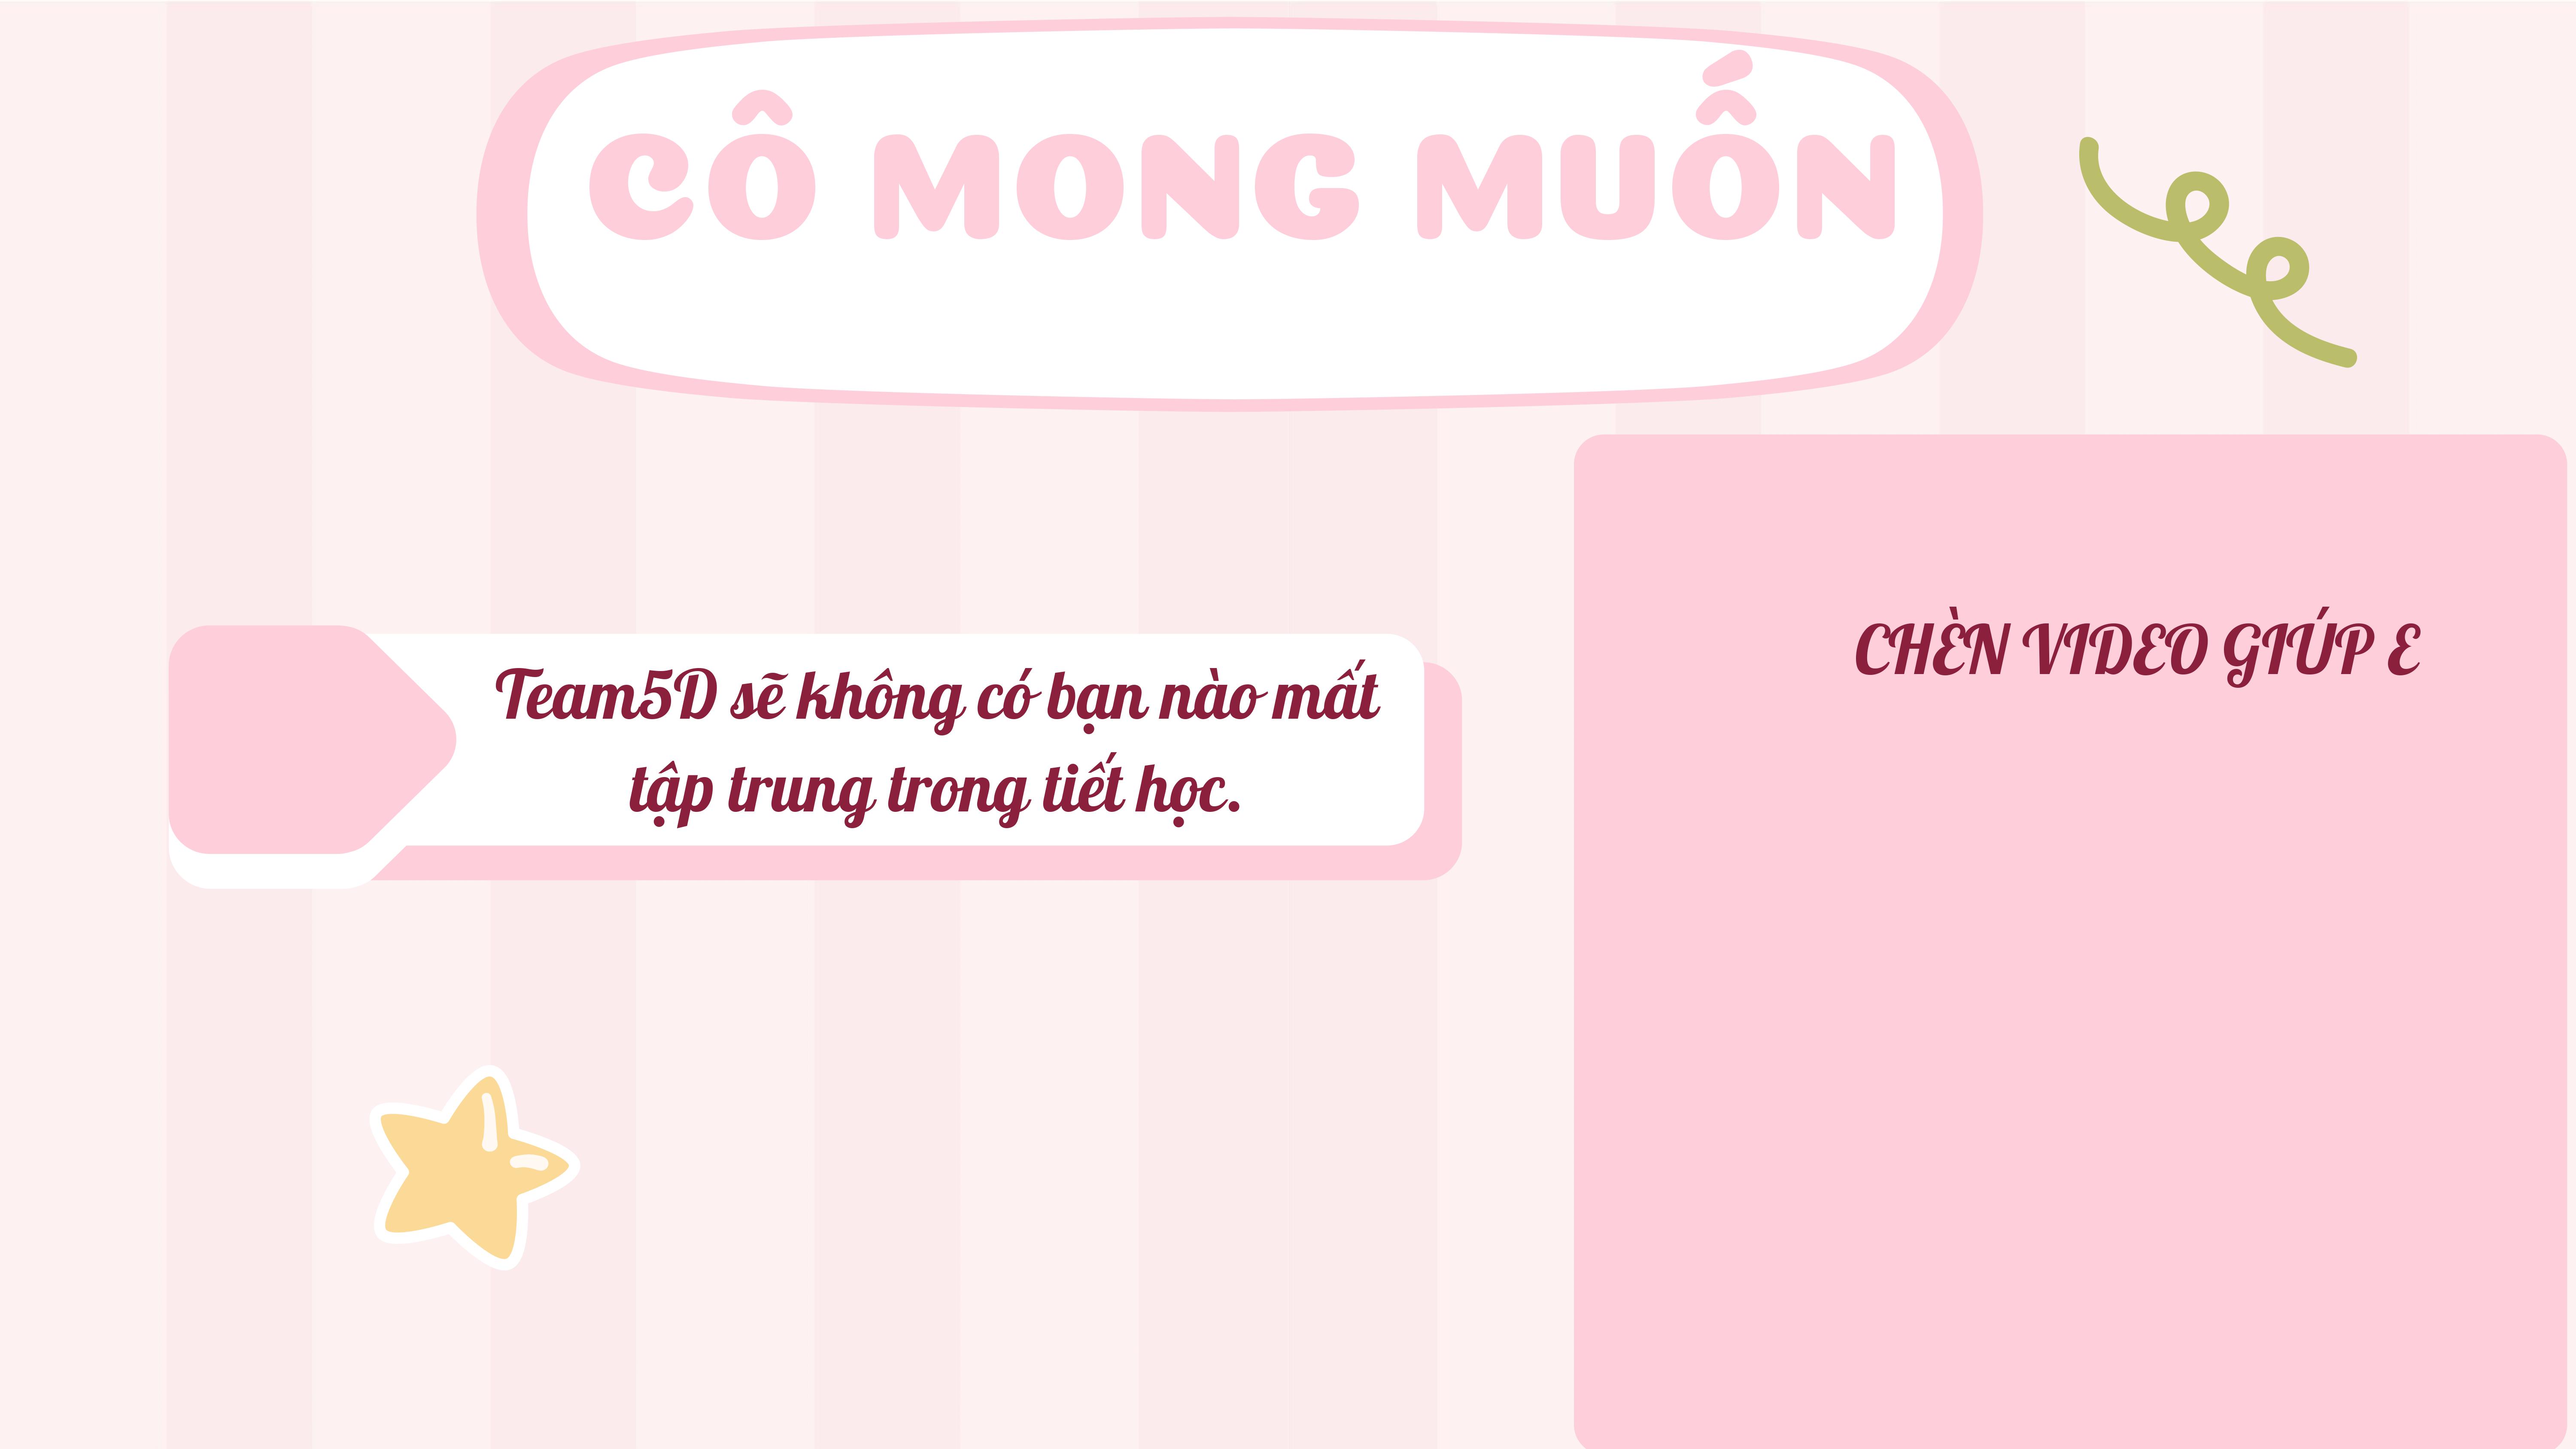 CÔ MONG MUỐN
Team5D sẽ không có bạn nào mất
tập trung trong tiết học.
CHÈN VIDEO GIÚP E